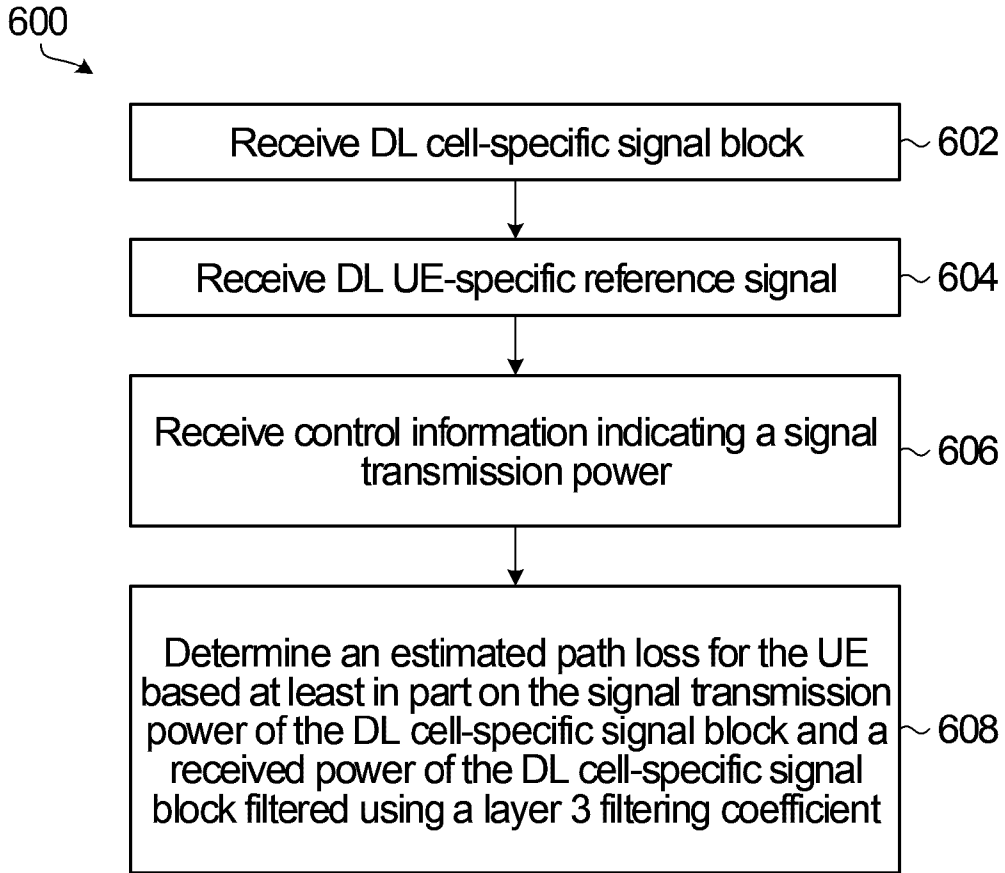 600
Receive DL cell-specific signal block
602
Receive DL UE-specific reference signal
604
Receive control information indicating a signal
transmission power
606
Determine an estimated path loss for the UE
based at least in part on the signal transmission
power of the DL cell-specific signal block and a
received power of the DL cell-specific signal
block filtered using a layer 3 filtering coefficient
608